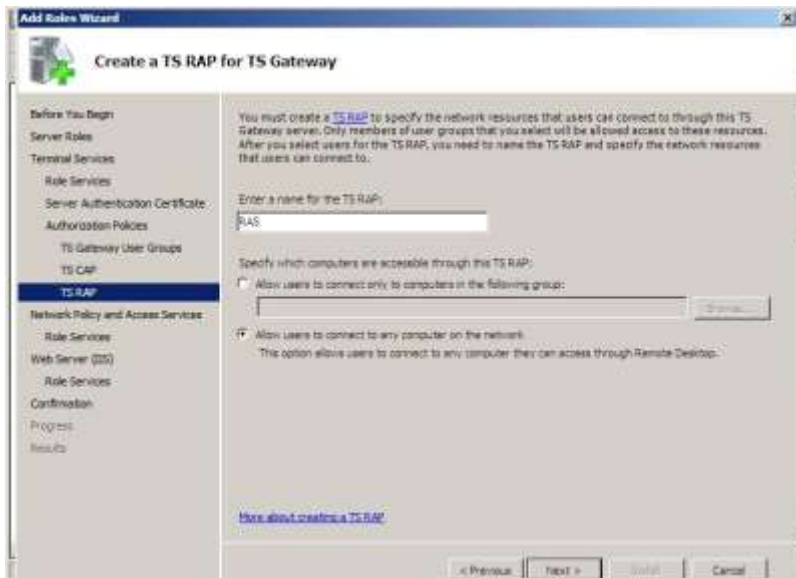 Add Roles Wizard
Create a TS RAP for TS Gateway
Before You Begin
Server Roles
Terminal Services
Role Services
Server Authentication Certificate
Authorization Policies
TS Gateway User Groups
TS CAP
TS RAP
Network Policy and Access Services
Role Services
Web Server (IIS)
Role Services
Confirmation
Progress
Results
You must create a TS RAP to specify the network resources that users can connect to through this TS
Gateway server. Only members of user groups that you select will be allowed access to these resources.
After you select users for the TS RAP, you need to name the TS RAP and specify the network resources
that users can connect to.
Enter a name for the TS RAP:
RAS
Specify which computers are accessible through this TS RAP:
Allow users to connect only to computers in the following group:
Browse...
Allow users to connect to any computer on the network
This option allows users to connect to any computer they can access through Remote Desktop.
More about creating a TS RAP
< Previous
Next >
Install
Cancel